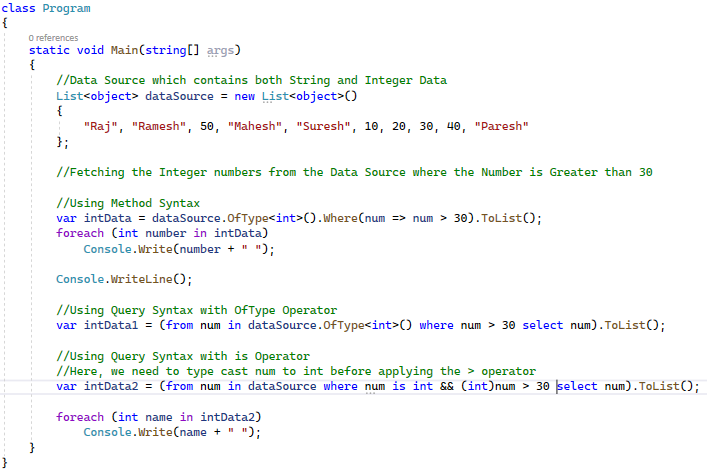 class Program
{
0 references
static void Main(string[] args)
{
//Data Source which contains both String and Integer Data
List<object> dataSource = new List<object>()
{
"Raj", "Ramesh", 50, "Mahesh", "Suresh", 10, 20, 30, 40, "Paresh"
};
//Fetching the Integer numbers from the Data Source where the Number is Greater than 30
//Using Method Syntax
var intData = dataSource.OfType<int>().Where(num => num > 30).ToList();
foreach (int number in intData)
Console.Write(number + " ");
Console.WriteLine();
//Using Query Syntax with OfType Operator
var intData1 = (from num in dataSource.OfType<int>() where num > 30 select num).ToList();
//Using Query Syntax with is Operator
//Here, we need to type cast num to int before applying the > operator
var intData2 = (from num in dataSource where num is int && (int)num > 30 select num).ToList();
foreach (int name in intData2)
Console.Write(name + " ");
}
}